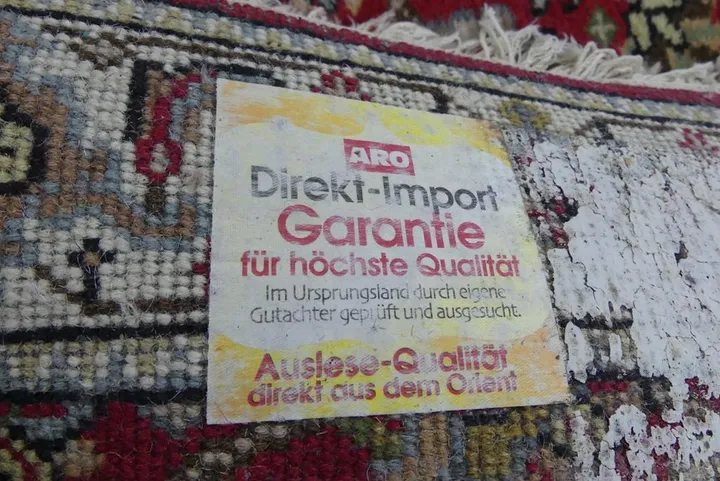 ARO
Direkt-Import
Garantie
für höchste Qualität
Im Ursprungsland durch eigene
Gutachter geprüft und ausgesucht.
Auslese-Qualität
direkt aus dem Orient